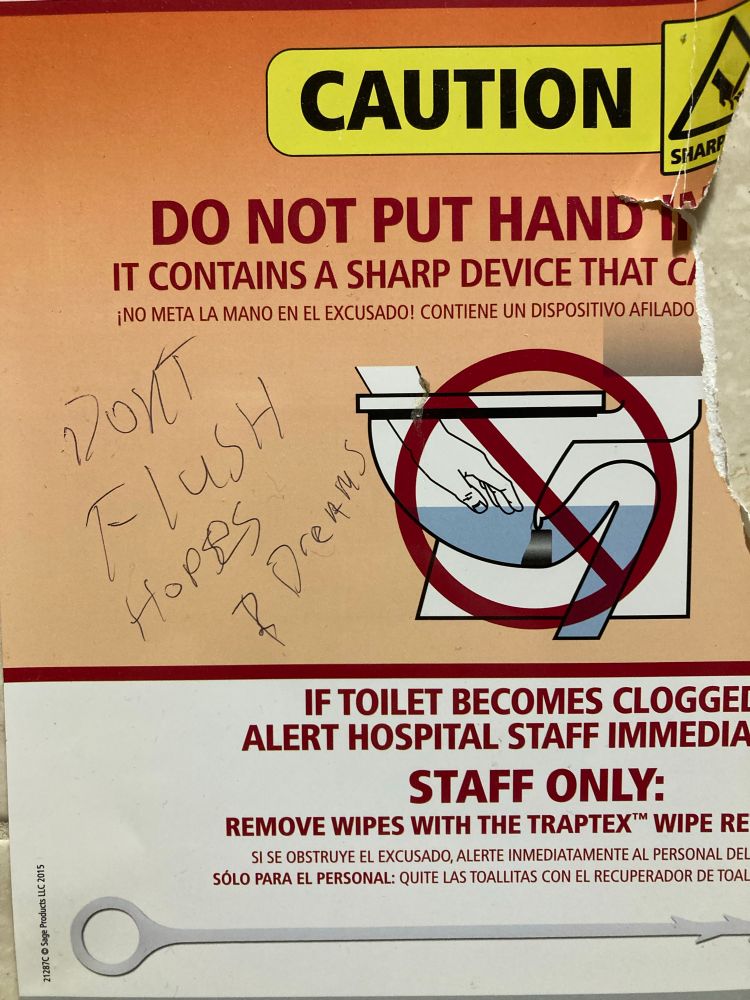 CAUTION
SHARP
DO NOT PUT HAND
IT CONTAINS A SHARP DEVICE THAT
¡NO META LA MANO EN EL EXCUSADO! CONTIENE UN DISPOSITIVO AFILADO
DONT
FLUSH
HOPES
& DreAMS
IF TOILET BECOMES CLOGGED
ALERT HOSPITAL STAFF IMMEDIA
STAFF ONLY:
REMOVE WIPES WITH THE TRAPTEX™ WIPE RE
SI SE OBSTRUYE EL EXCUSADO, ALERTE INMEDIATAMENTE AL PERSONAL DEL
SÓLO PARA EL PERSONAL: QUITE LAS TOALLITAS CON EL RECUPERADOR DE TOAL
21287C © Sage Products LLC 2015